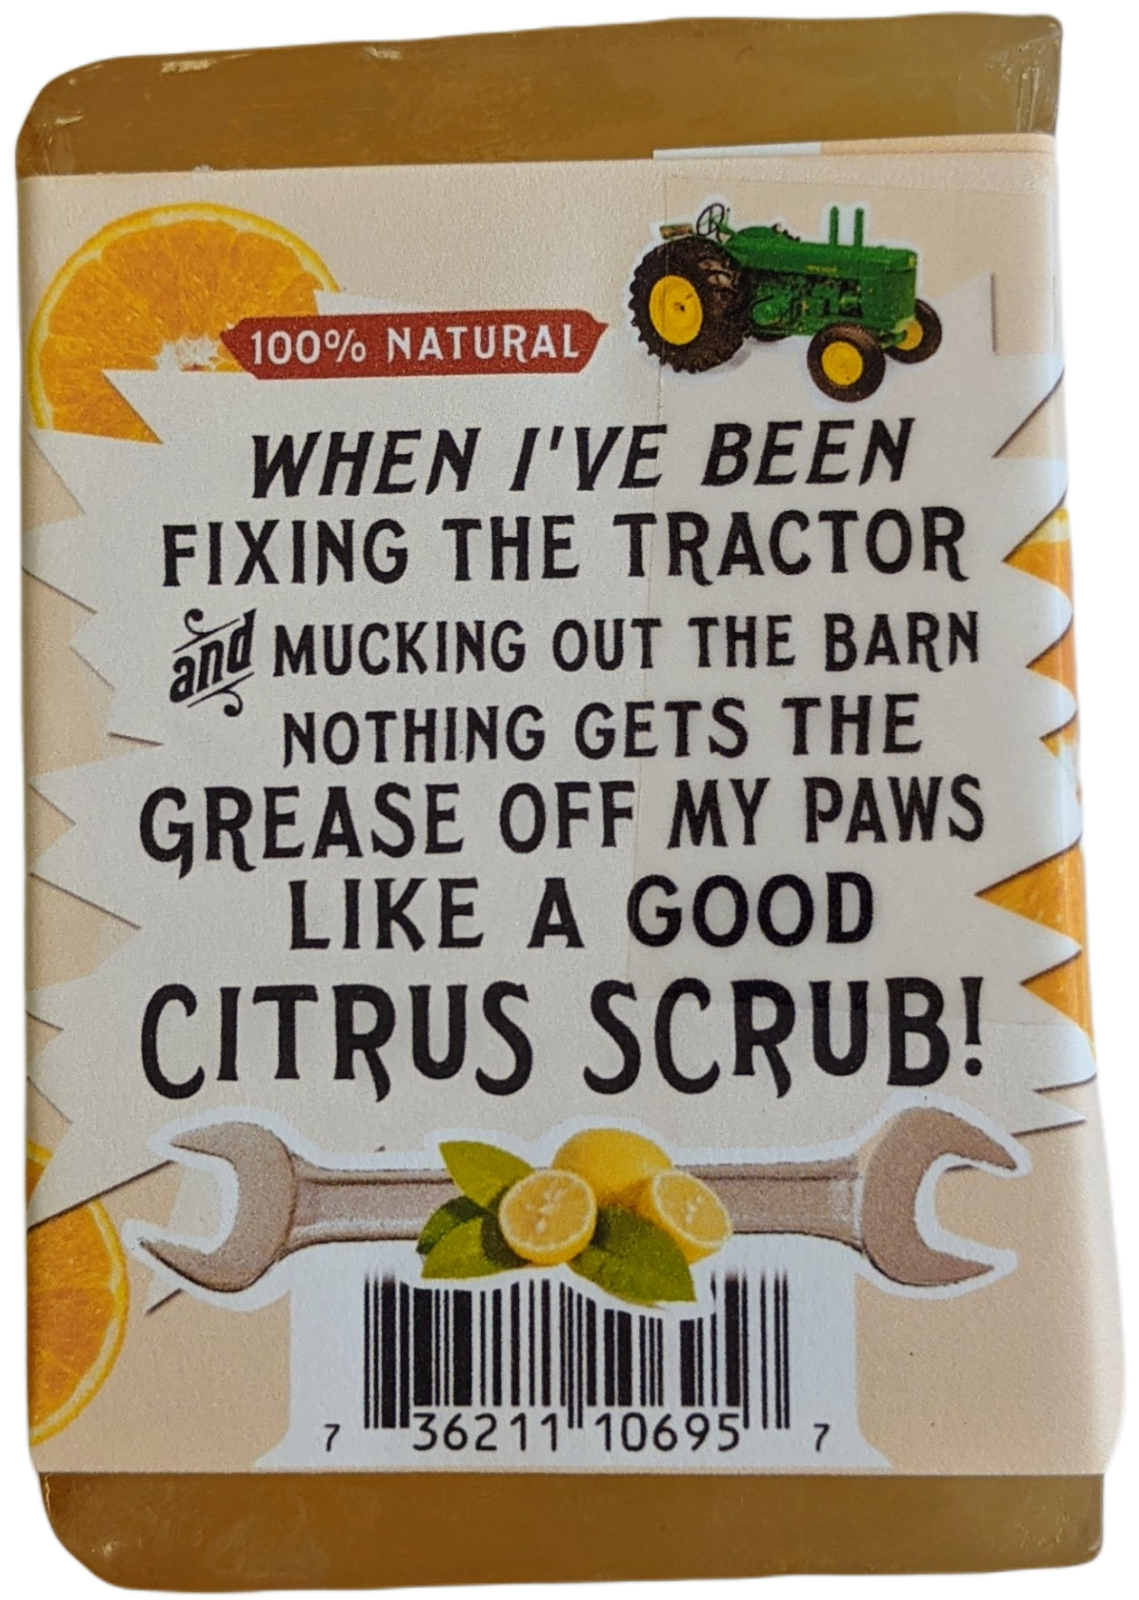 100% NATURAL
WHEN I'VE BEEN
FIXING THE TRACTOR
and MUCKING OUT THE BARN
NOTHING GETS THE
GREASE OFF MY PAWS
LIKE A GOOD
CITRUS SCRUB!
7 36211 10695 7